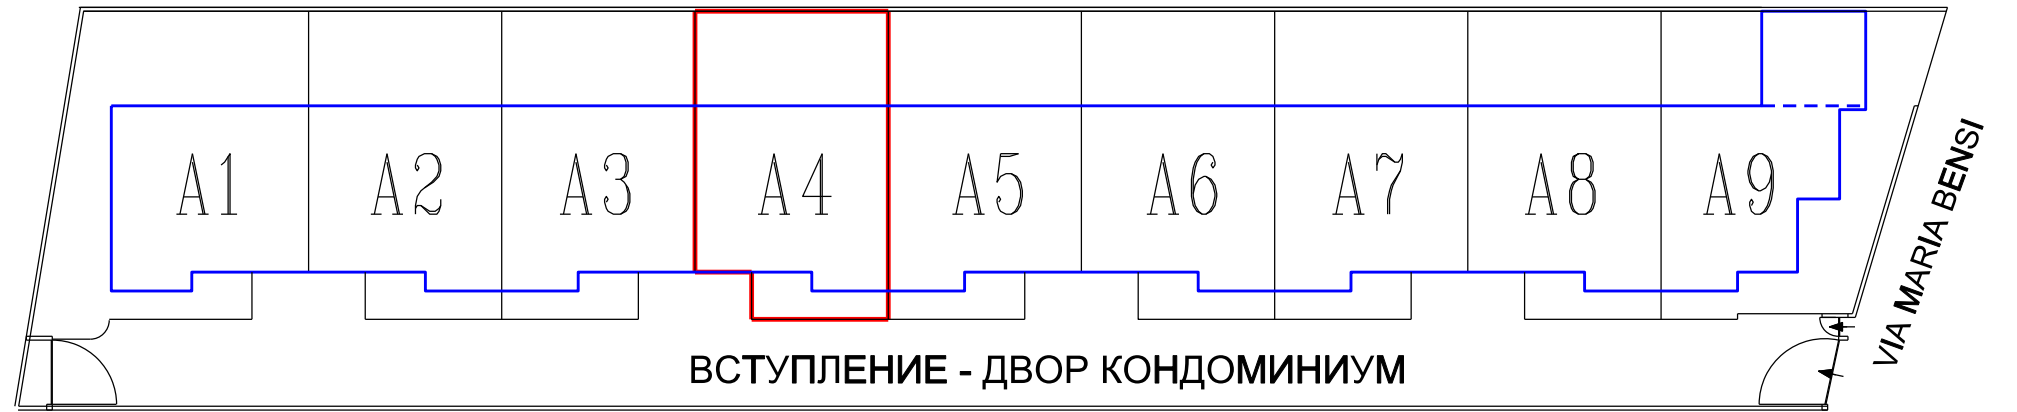 A1 A2 A3 A4 A5 A6 A7 A8 A9
VIA MARIA BENSI
ВСТУПЛЕНИЕ - ДВОР КОНДОМИНИУМ